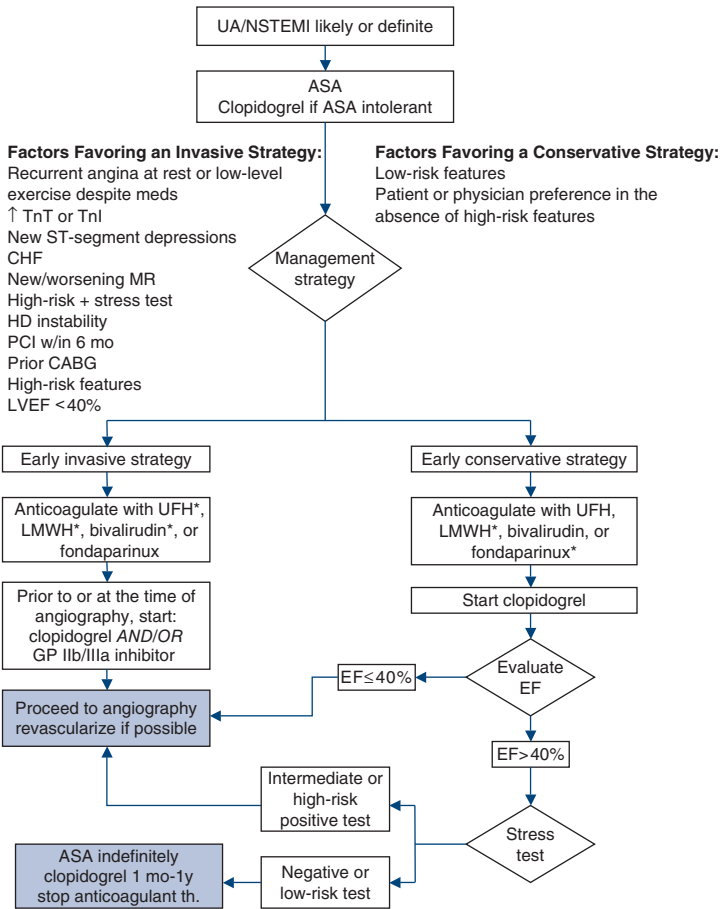 UA/NSTEMI likely or definite
ASA
Clopidogrel if ASA intolerant
Factors Favoring an Invasive Strategy:
Recurrent angina at rest or low-level
exercise despite meds
↑ TnT or TnI
New ST-segment depressions
CHF
New/worsening MR
High-risk + stress test
HD instability
PCI w/in 6 mo
Prior CABG
High-risk features
LVEF <40%
Factors Favoring a Conservative Strategy:
Low-risk features
Patient or physician preference in the
absence of high-risk features
Management
strategy
Early invasive strategy
Anticoagulate with UFH*,
LMWH*, bivalirudin*, or
fondaparinux
Prior to or at the time of
angiography, start:
clopidogrel AND/OR
GP IIb/IIIa inhibitor
Proceed to angiography
revascularize if possible
Early conservative strategy
Anticoagulate with UFH,
LMWH*, bivalirudin, or
fondaparinux*
Start clopidogrel
Evaluate
EF
EF≤40%
EF>40%
Stress
test
Intermediate or
high-risk
positive test
Negative or
low-risk test
ASA indefinitely
clopidogrel 1 mo-1y
stop anticoagulant th.